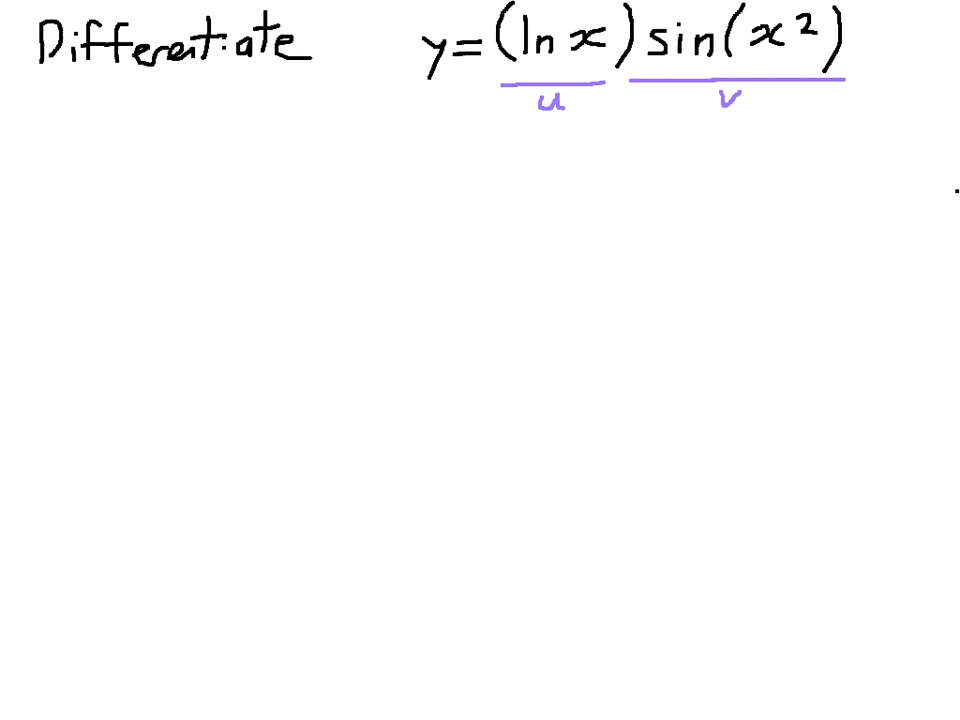 Differentiate y = (ln x) sin(x²)
u v